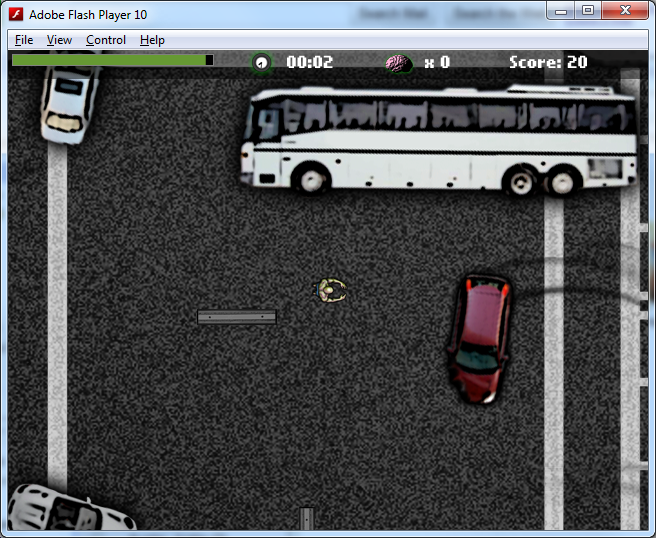 Adobe Flash Player 10
File View Control Help
00:02 x 0 Score: 20